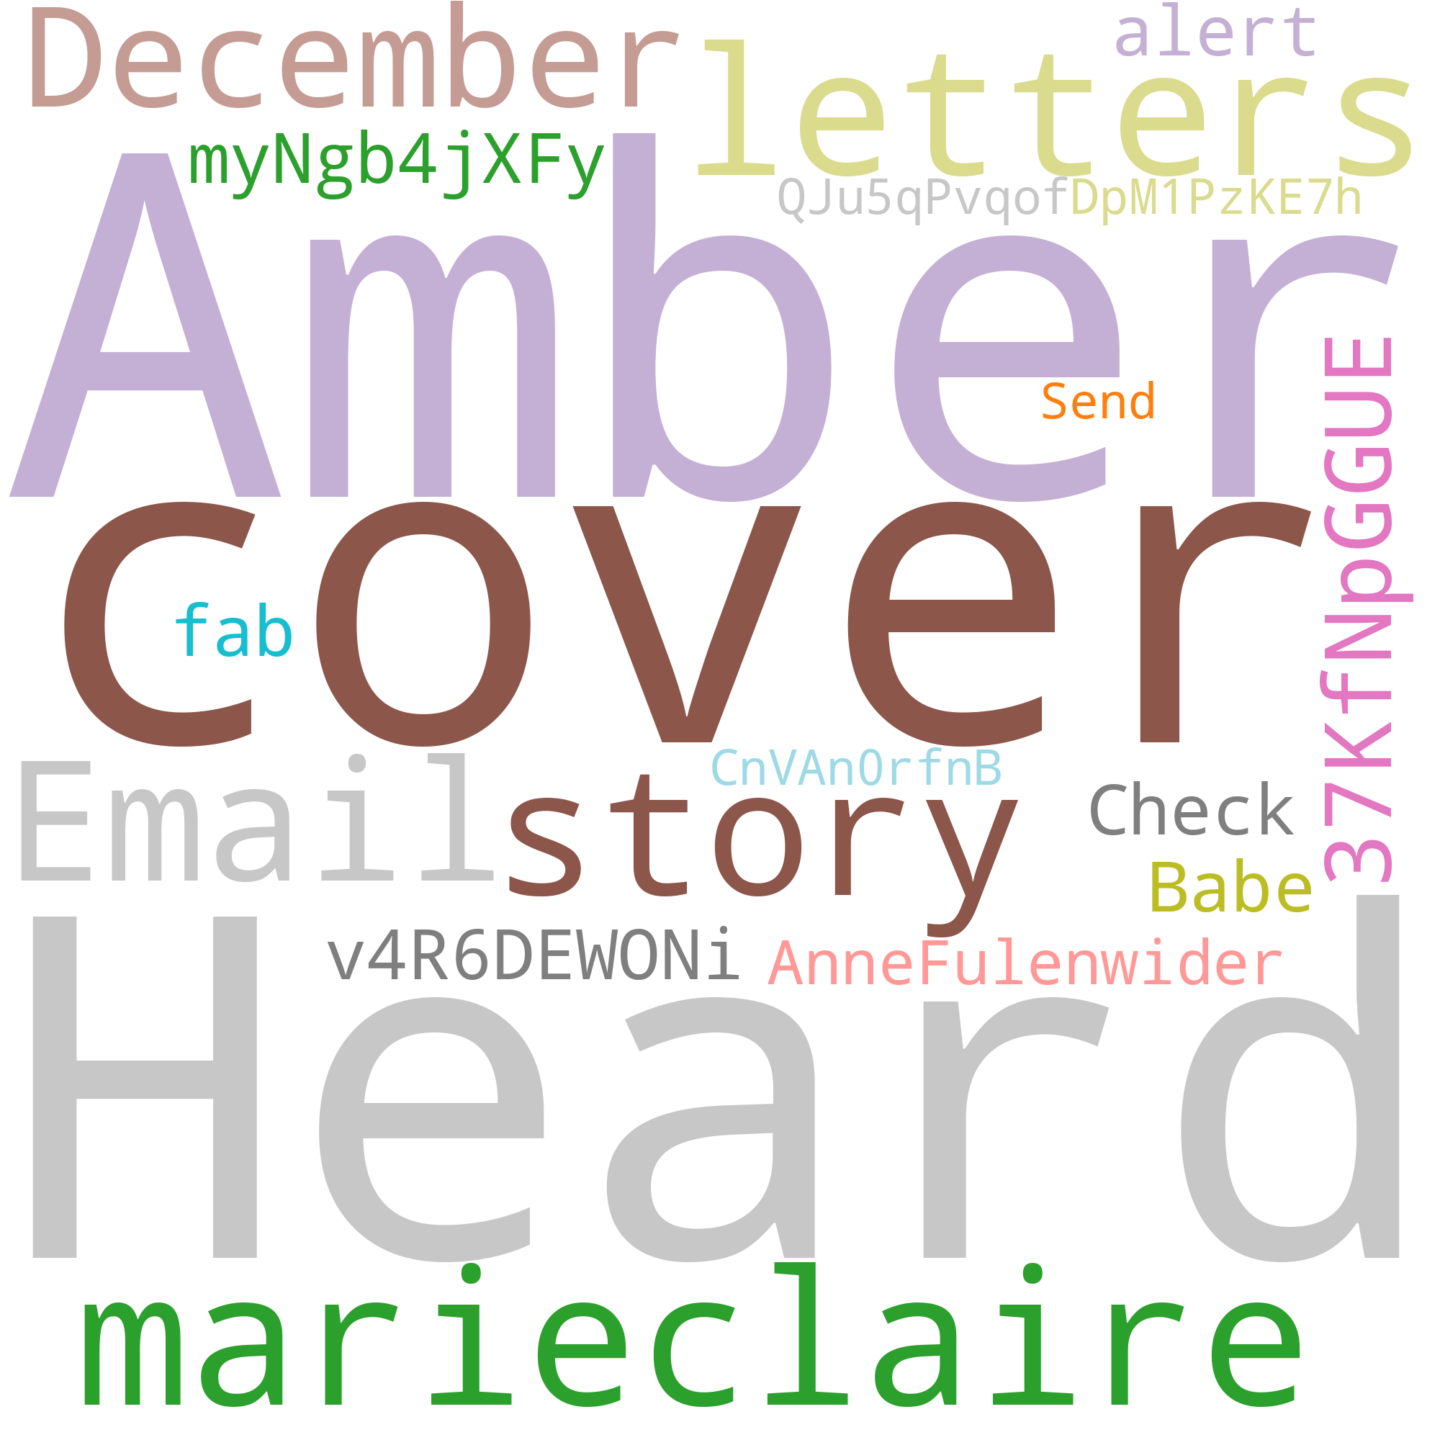 December
alert
letters
myNgb4jXFy
QJu5qPvqof
DpM1PzKE7h
Amber
Send
37KfNpGGUE
cover
fab
CnVAn0rfnB
Email
story
Check
Babe
v4R6DEWONi
AnneFulenwider
Heard
marieclaire